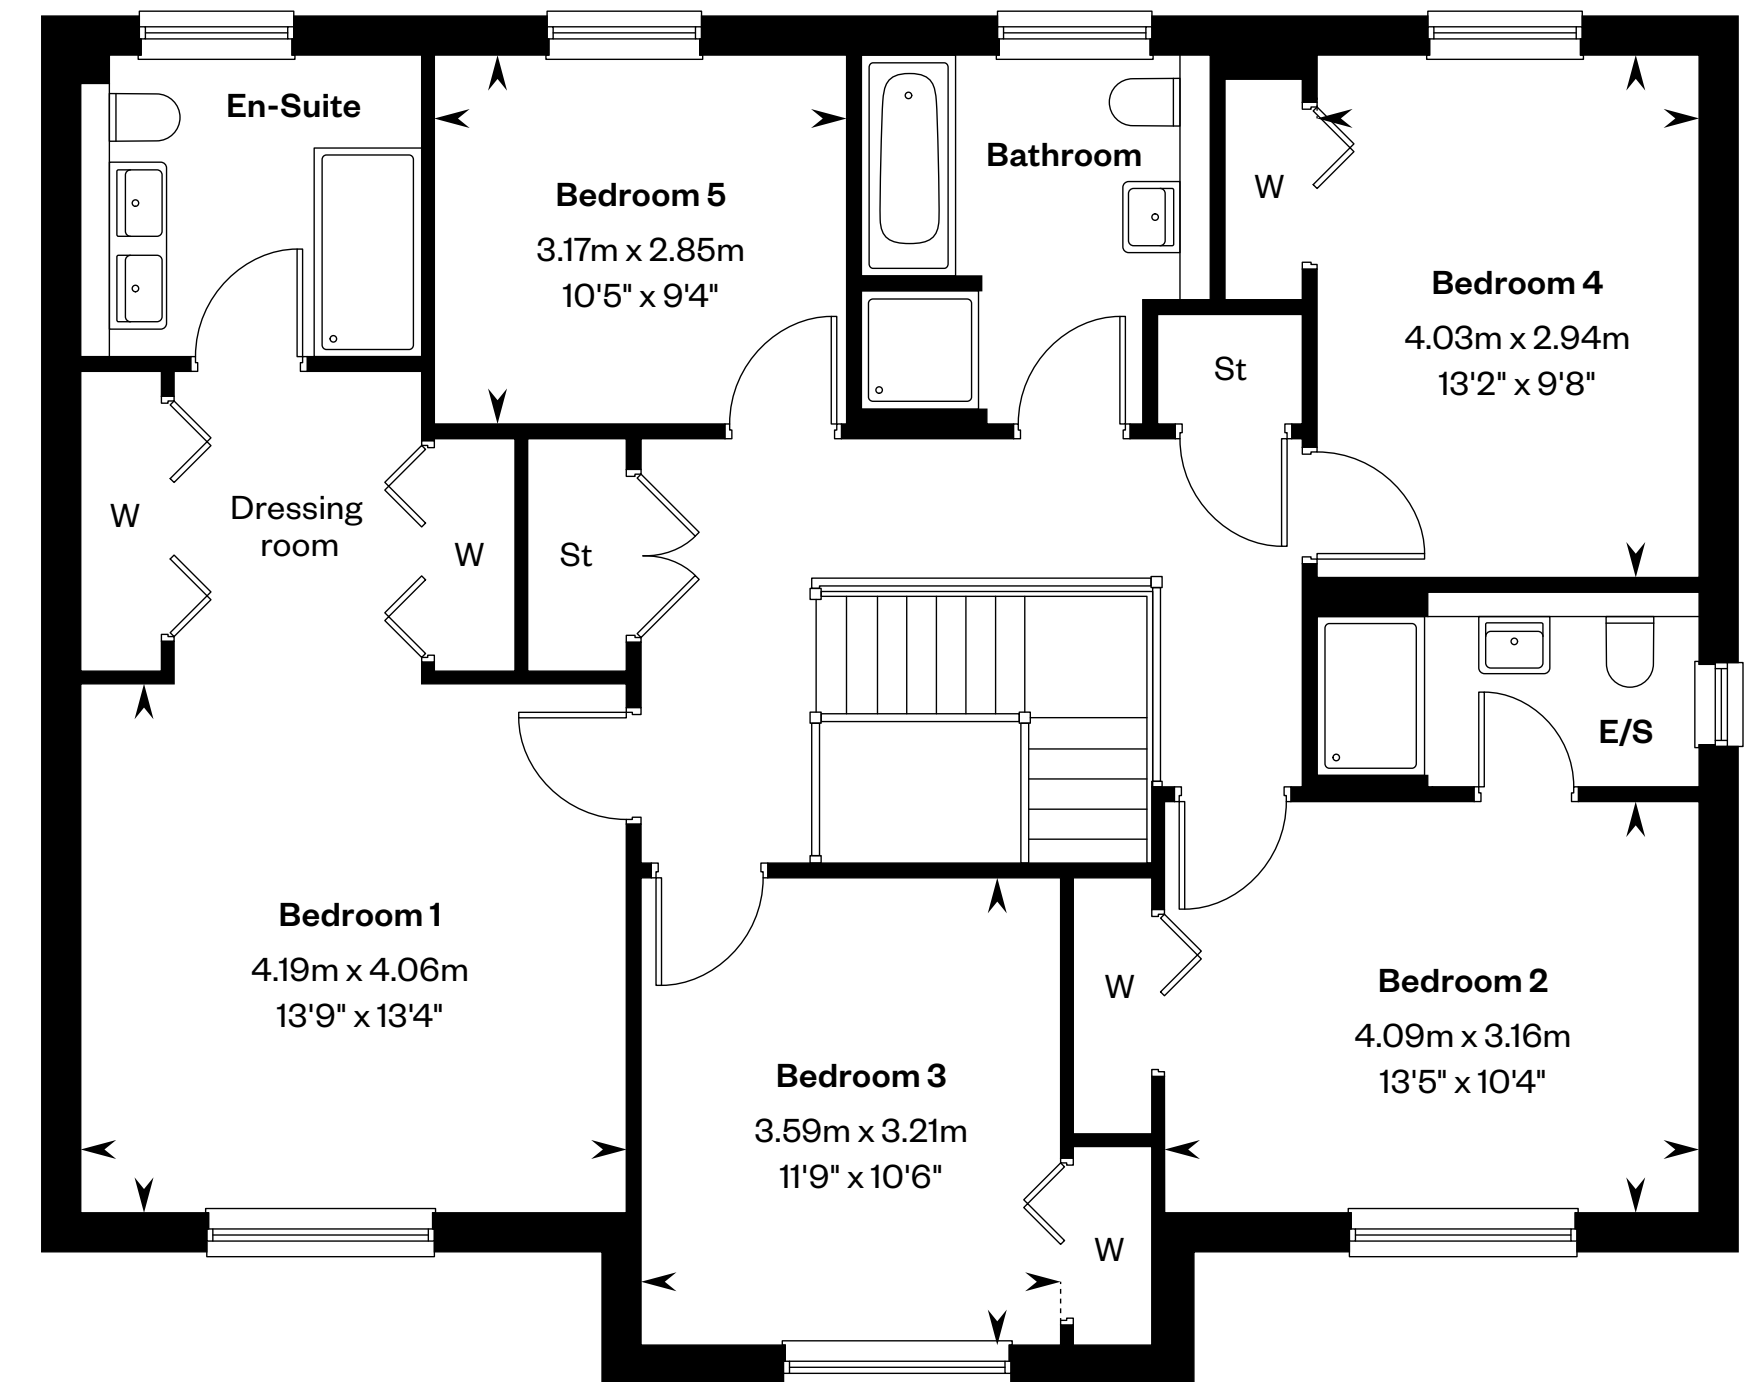 En-Suite
Bedroom 5
3.17m x 2.85m
10'5" x 9'4"
Bathroom
W
Bedroom 4
4.03m x 2.94m
13'2" x 9'8"
St
W
Dressing
room
W
St
E/S
Bedroom 1
4.19m x 4.06m
13'9" x 13'4"
W
Bedroom 2
4.09m x 3.16m
13'5" x 10'4"
Bedroom 3
3.59m x 3.21m
11'9" x 10'6"
W